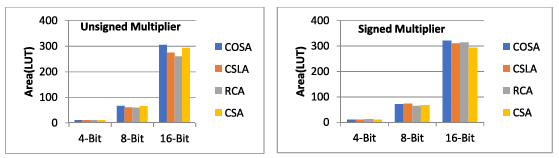 Unsigned Multiplier
Area(LUT)
400
300
200
100
0
4-Bit 8-Bit 16-Bit
COSA
CSLA
RCA
CSA
Signed Multiplier
Area(LUT)
400
300
200
100
0
4-Bit 8-Bit 16-Bit
COSA
CSLA
RCA
CSA